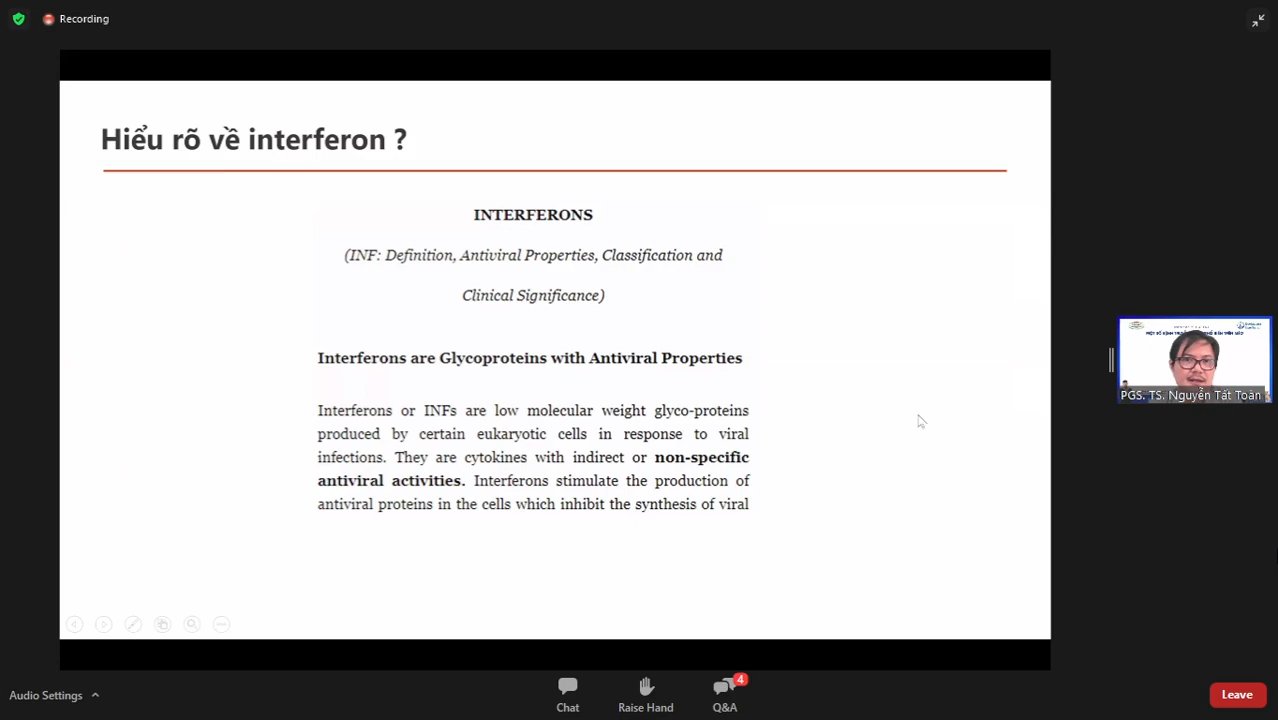 Recording
Hiểu rõ về interferon ?
INTERFERONS
(INF: Definition, Antiviral Properties, Classification and
Clinical Significance)
Interferons are Glycoproteins with Antiviral Properties
Interferons or INFs are low molecular weight glyco-proteins
produced by certain eukaryotic cells in response to viral
infections. They are cytokines with indirect or non-specific
antiviral activities. Interferons stimulate the production of
antiviral proteins in the cells which inhibit the synthesis of viral
PGS. TS. Nguyễn Tất Toàn
Audio Settings
Chat
Raise Hand
4
Q&A
Leave